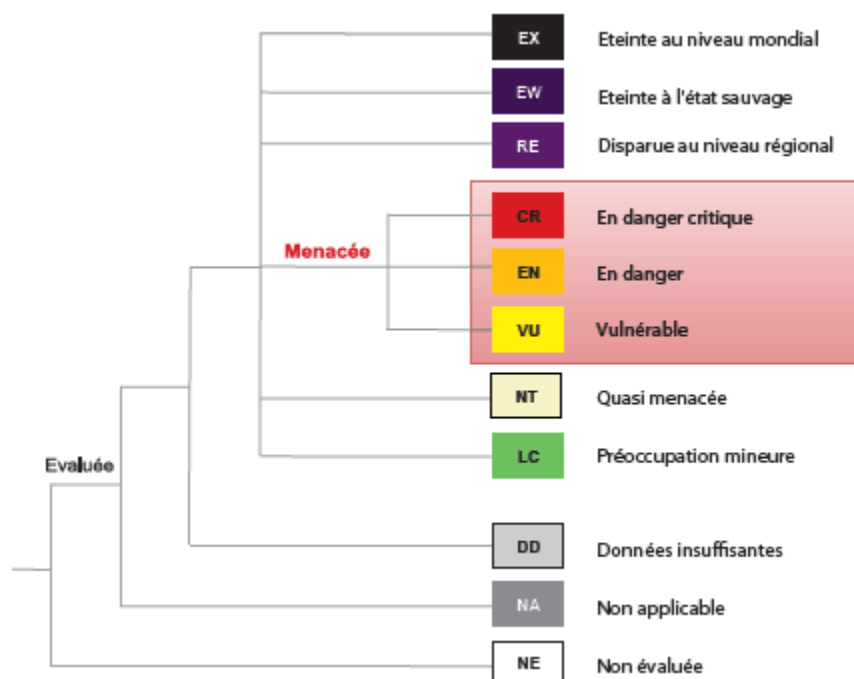 EX Eteinte au niveau mondial
EW Eteinte à l'état sauvage
RE Disparue au niveau régional
CR En danger critique
Menacée
EN En danger
VU Vulnérable
NT Quasi menacée
Evaluée
LC Préoccupation mineure
DD Données insuffisantes
NA Non applicable
NE Non évaluée